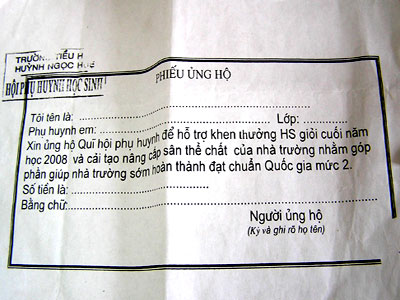 TRƯỜNG TIỂU H
HUỲNH NGỌC HUỆ
HỘI PHỤ HUYNH HỌC SINH
PHIẾU ỦNG HỘ
Tôi tên là: ........................................ Lớp: ..............
Phụ huynh em: ........................................
Xin ủng hộ Quĩ hội phụ huynh để hỗ trợ khen thưởng HS giỏi cuối năm
học 2008 và cải tạo nâng cấp sân thể chất của nhà trường nhằm góp
phần giúp nhà trường sớm hoàn thành đạt chuẩn Quốc gia mức 2.
Số tiền là: ........................................
Bằng chữ: ........................................
Người ủng hộ
(Ký và ghi rõ họ tên)